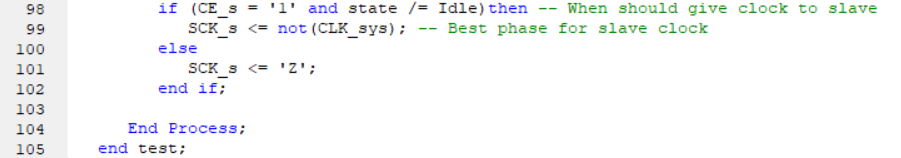 98 if (CE_s = '1' and state /= Idle)then -- When should give clock to slave
99 SCK_s <= not(CLK_sys); -- Best phase for slave clock
100 else
101 SCK_s <= 'Z';
102 end if;
103
104 End Process;
105 end test;